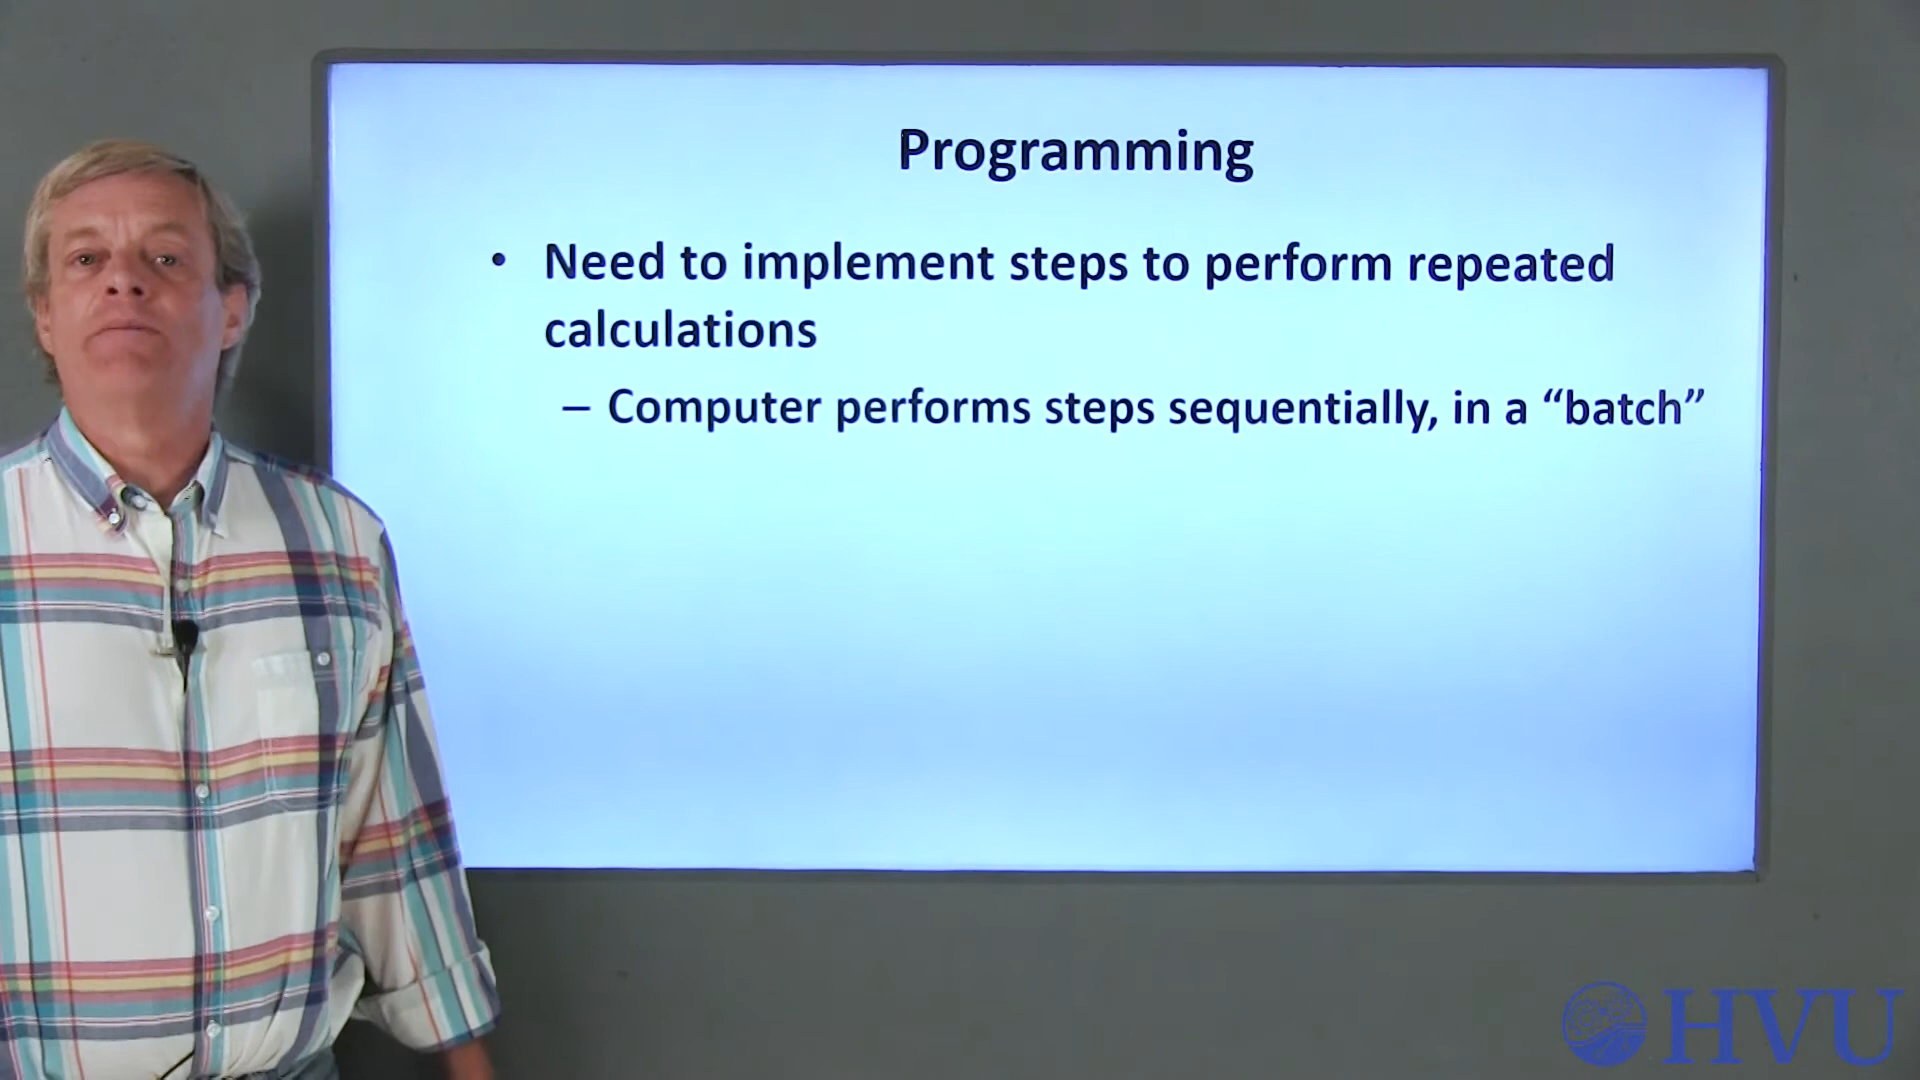 Programming
• Need to implement steps to perform repeated
calculations
– Computer performs steps sequentially, in a “batch”
HVU